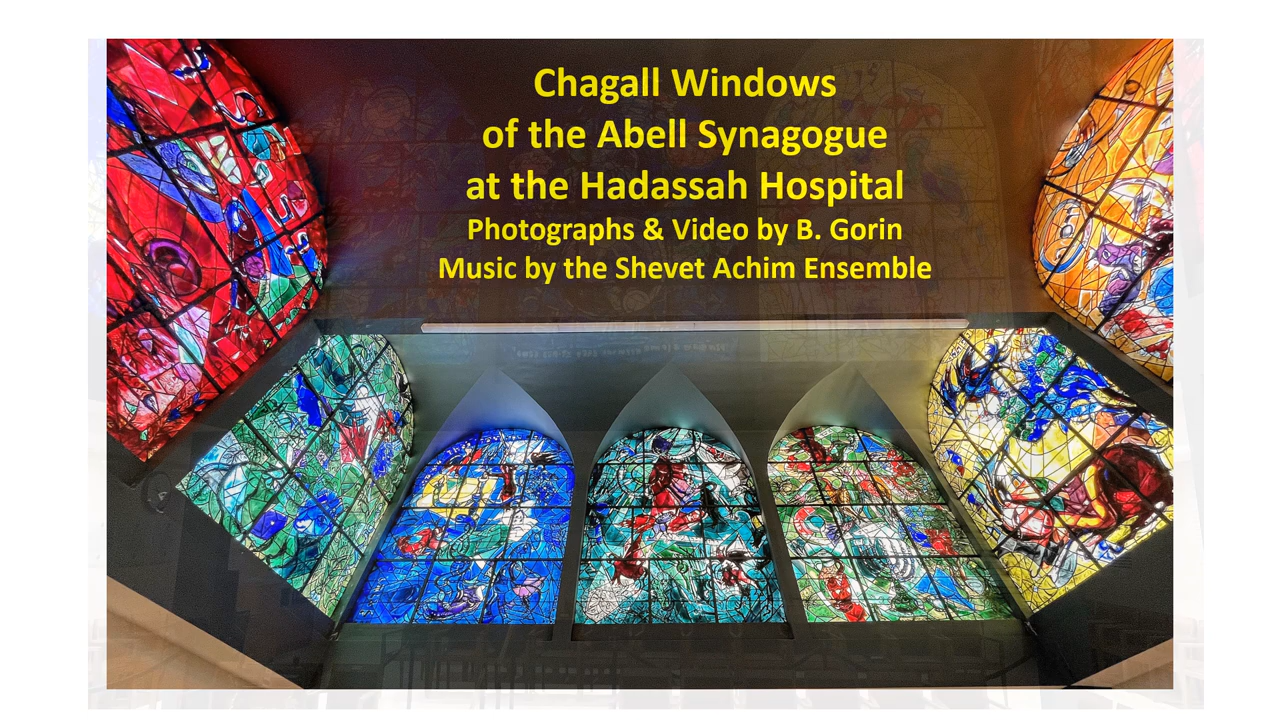 Chagall Windows
of the Abell Synagogue
at the Hadassah Hospital
Photographs & Video by B. Gorin
Music by the Shevet Achim Ensemble